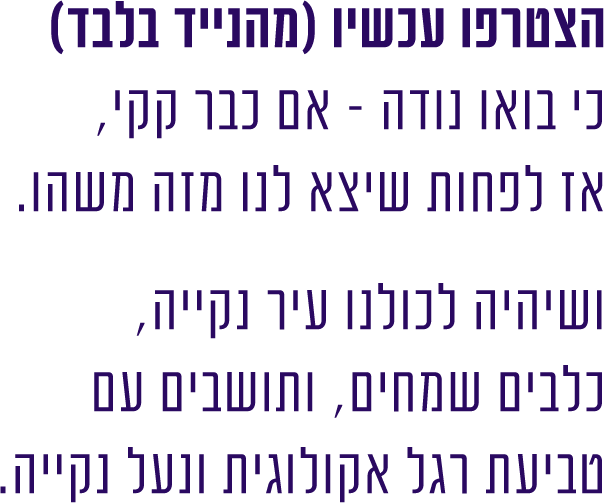 הצטרפו עכשיו (מהנייד בלבד)
כי בואו נודה - אם כבר קקי,
אז לפחות שיצא לנו מזה משהו.
ושיהיה לכולנו עיר נקייה,
כלבים שמחים, ותושבים עם
טביעת רגל אקולוגית ונעל נקייה.